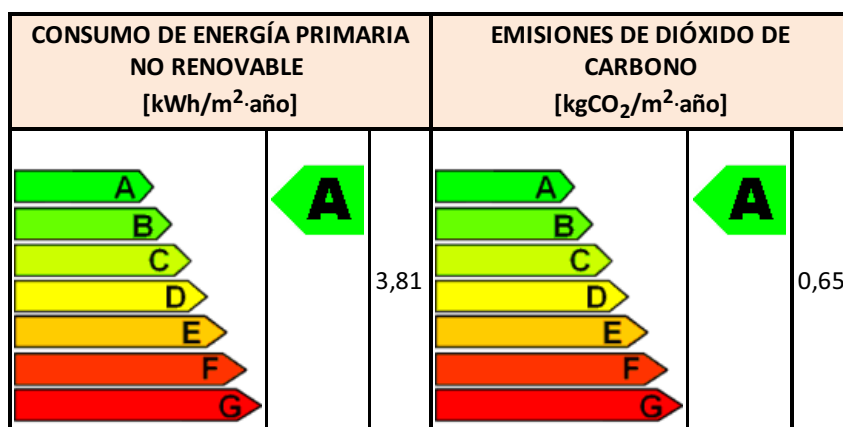 CONSUMO DE ENERGÍA PRIMARIA
NO RENOVABLE
[kWh/m²·año]
EMISIONES DE DIÓXIDO DE
CARBONO
[kgCO₂/m²·año]
A
B
C
D
E
F
G
A
3,81
A
B
C
D
E
F
G
A
0,65